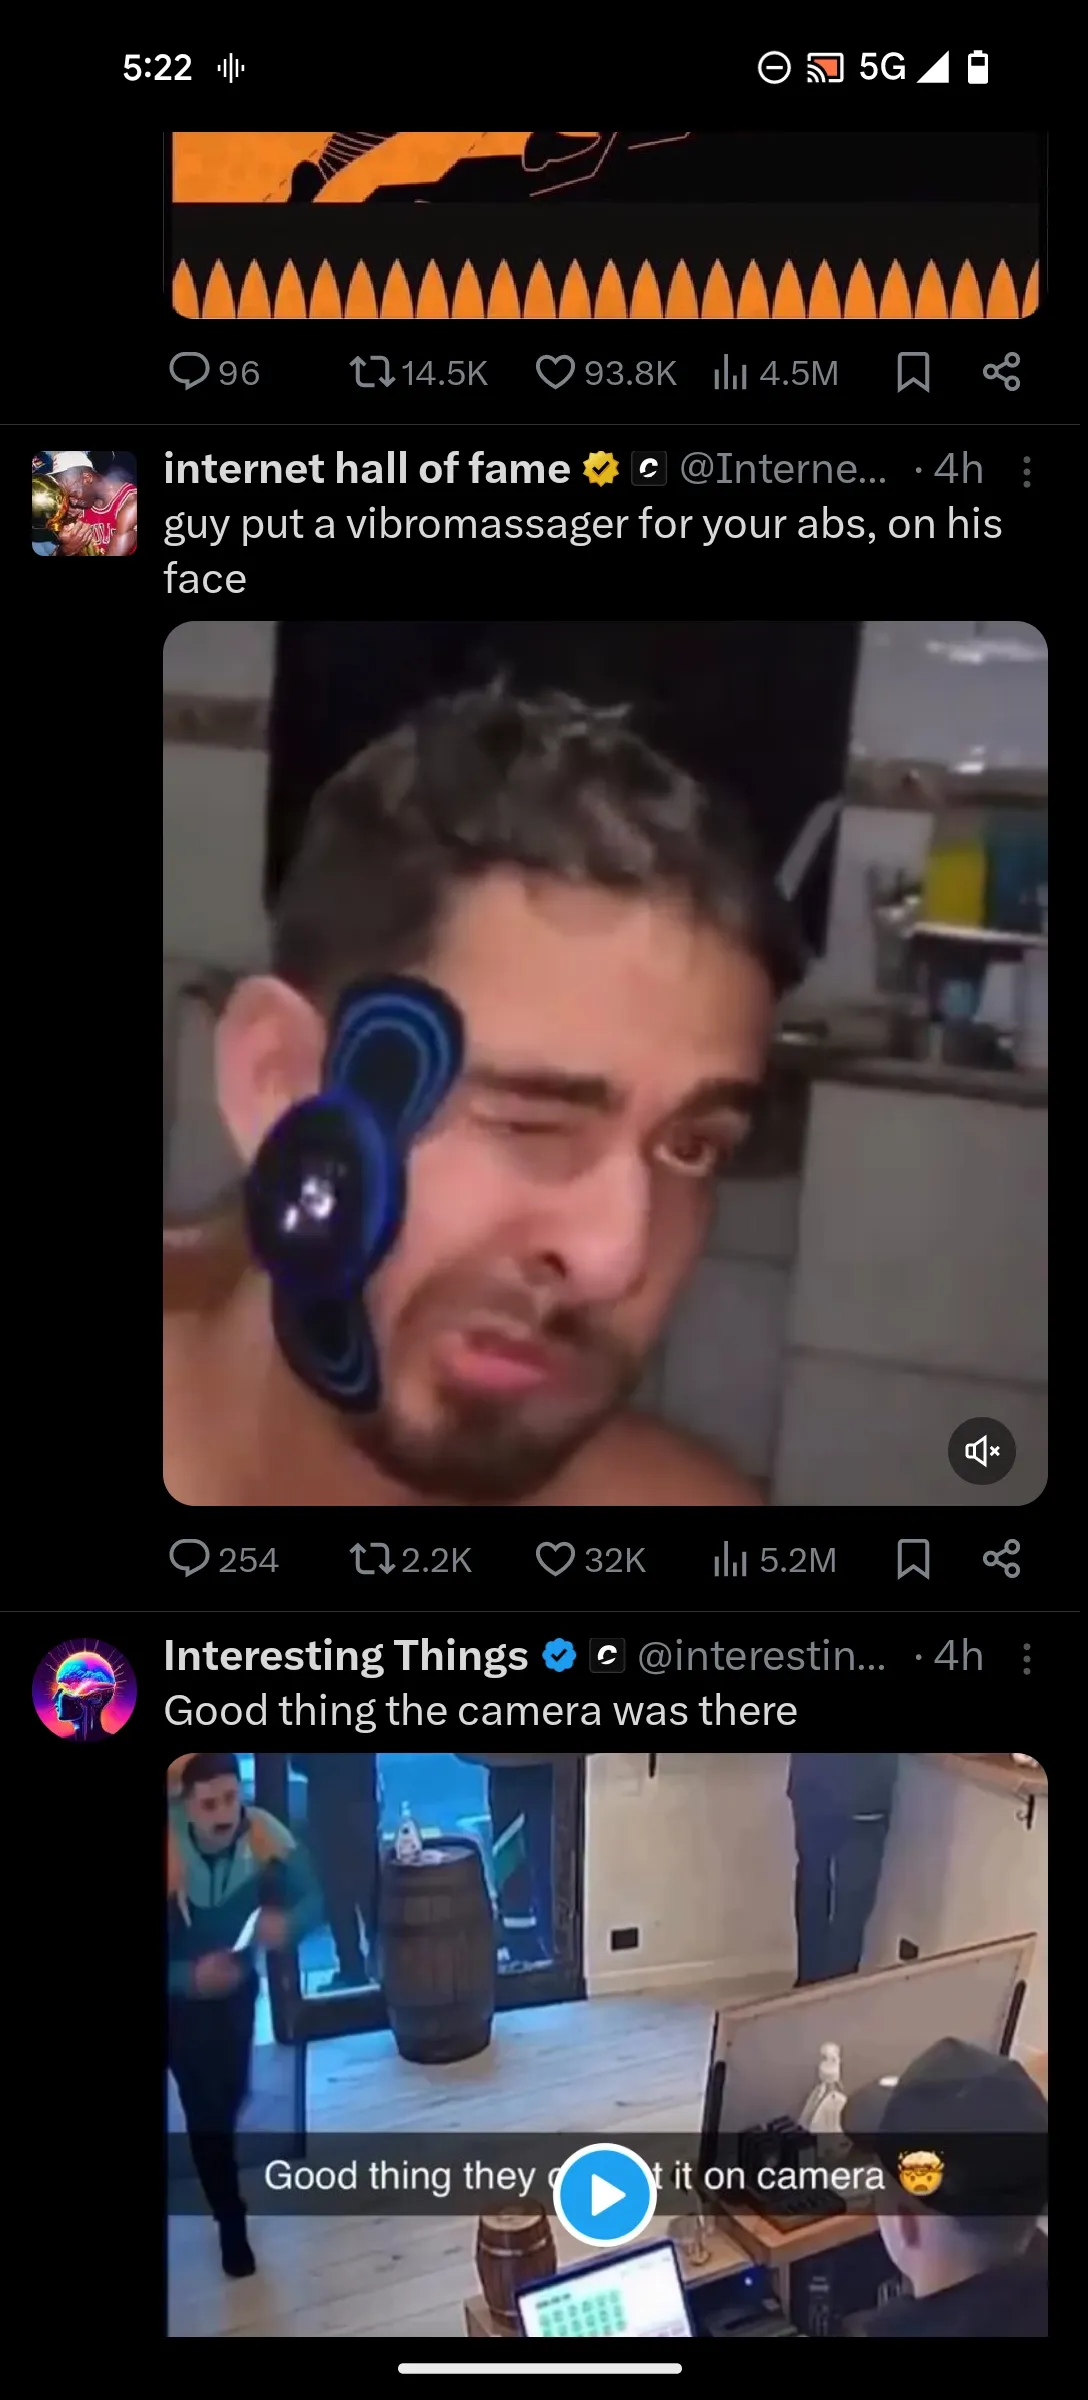 5:22 5G
96 14.5K 93.8K 4.5M
internet hall of fame @Interne... · 4h
guy put a vibromassager for your abs, on his
face
254 2.2K 32K 5.2M
Interesting Things @interestin... · 4h
Good thing the camera was there
Good thing they it on camera 🤯